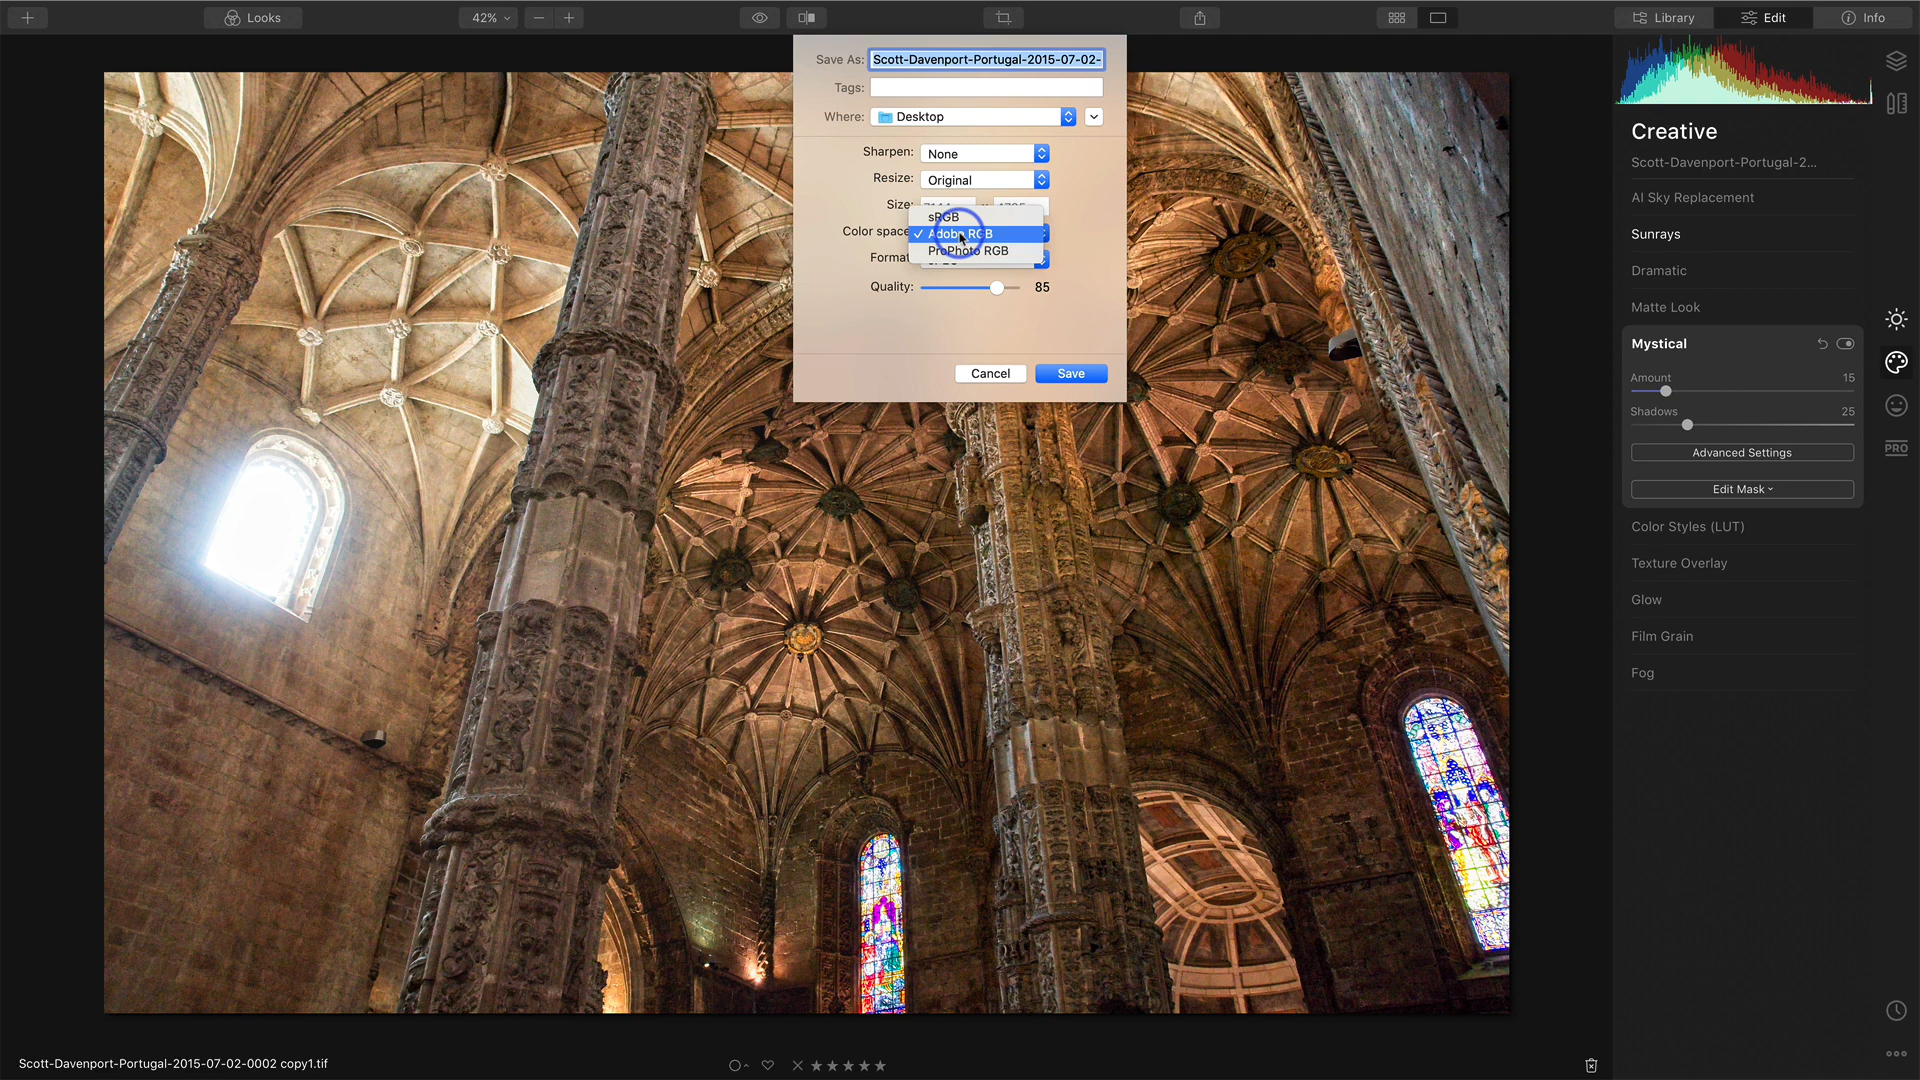 Looks
42%
Library
Edit
Info
Save As: Scott-Davenport-Portugal-2015-07-02-
Tags:
Where: Desktop
Sharpen: None
Resize: Original
Size:
sRGB
Color space
✓ Adobe RGB
ProPhoto RGB
Format
Quality: 85
Cancel
Save
Creative
Scott-Davenport-Portugal-2...
AI Sky Replacement
Sunrays
Dramatic
Matte Look
Mystical
Amount 15
Shadows 25
Advanced Settings
Edit Mask
Color Styles (LUT)
Texture Overlay
Glow
Film Grain
Fog
PRO
Scott-Davenport-Portugal-2015-07-02-0002 copy1.tif